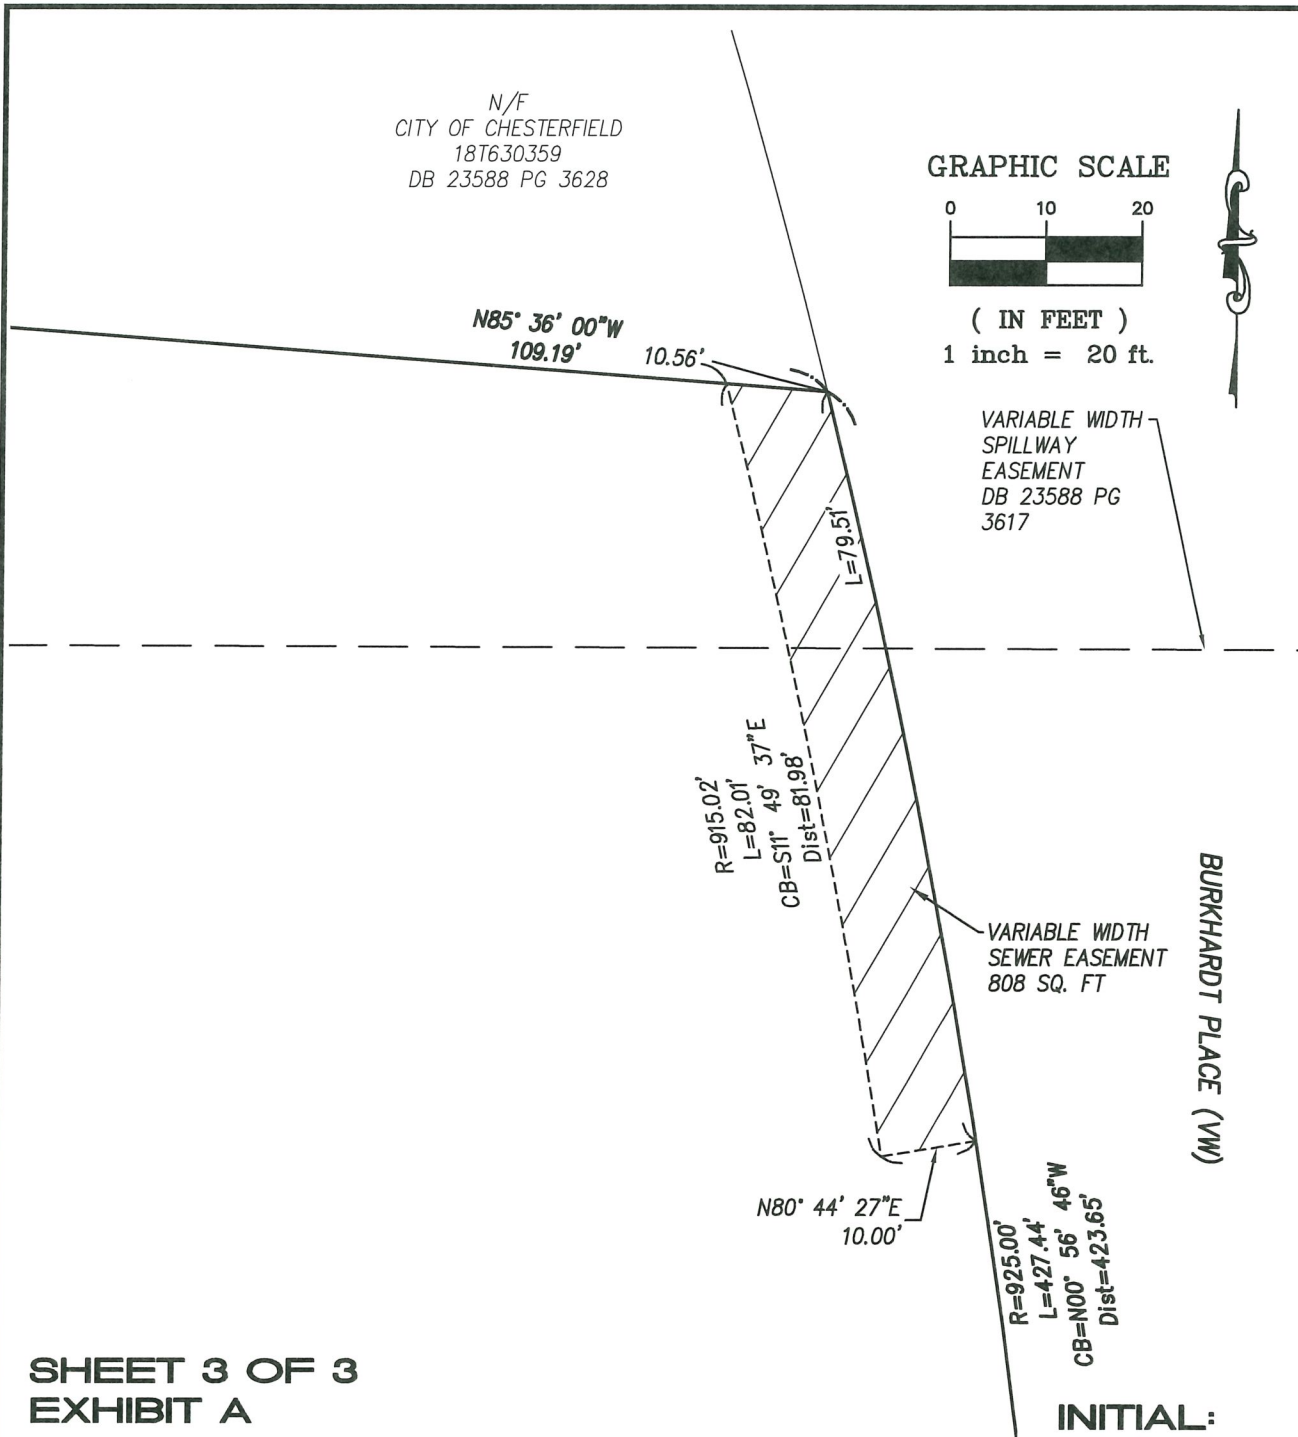 N/F
CITY OF CHESTERFIELD
18T630359
DB 23588 PG 3628
GRAPHIC SCALE
0 10 20
( IN FEET )
1 inch = 20 ft.
N85° 36' 00"W
109.19'
10.56'
VARIABLE WIDTH
SPILLWAY
EASEMENT
DB 23588 PG
3617
L=79.51'
R=915.02'
L=82.01'
CB=S11° 49' 37"E
Dist=81.98'
VARIABLE WIDTH
SEWER EASEMENT
808 SQ. FT
BURKHARDT PLACE (VW)
N80° 44' 27"E
10.00'
R=925.00'
L=427.44'
CB=N00° 56' 46"W
Dist=423.65'
SHEET 3 OF 3
EXHIBIT A
INITIAL: